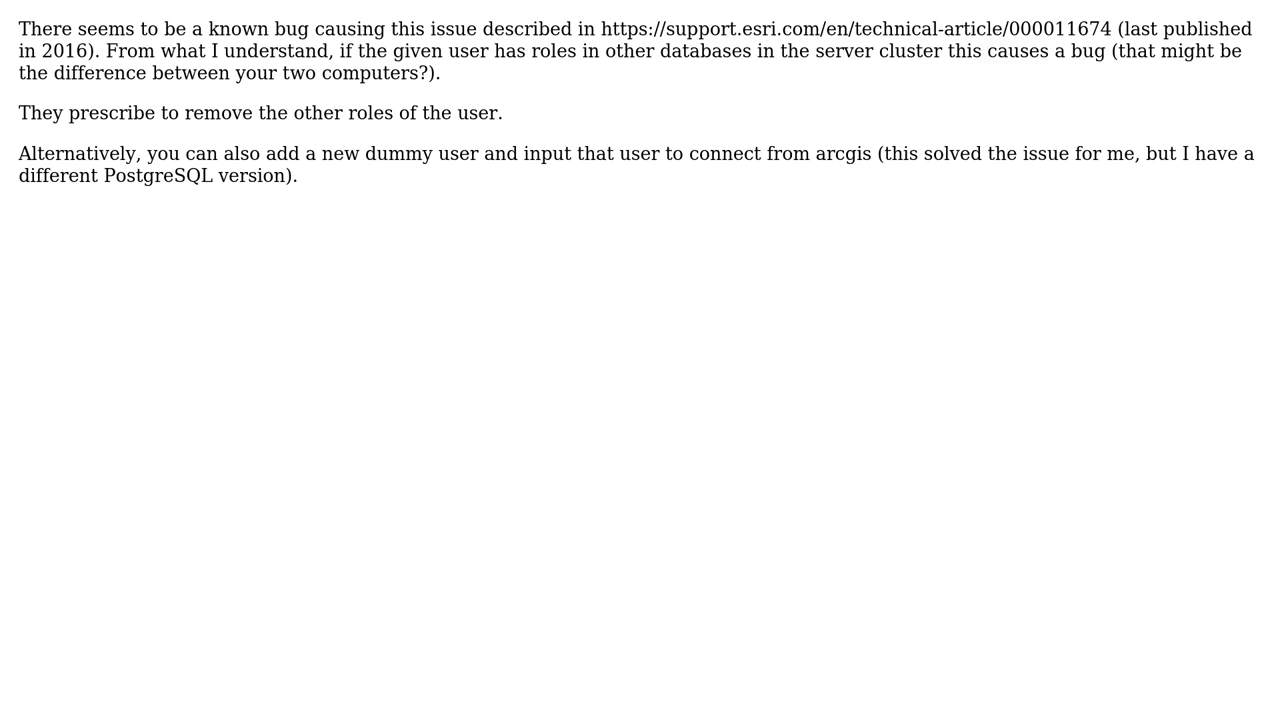 There seems to be a known bug causing this issue described in https://support.esri.com/en/technical-article/000011674 (last published
in 2016). From what I understand, if the given user has roles in other databases in the server cluster this causes a bug (that might be
the difference between your two computers?).
They prescribe to remove the other roles of the user.
Alternatively, you can also add a new dummy user and input that user to connect from arcgis (this solved the issue for me, but I have a
different PostgreSQL version).